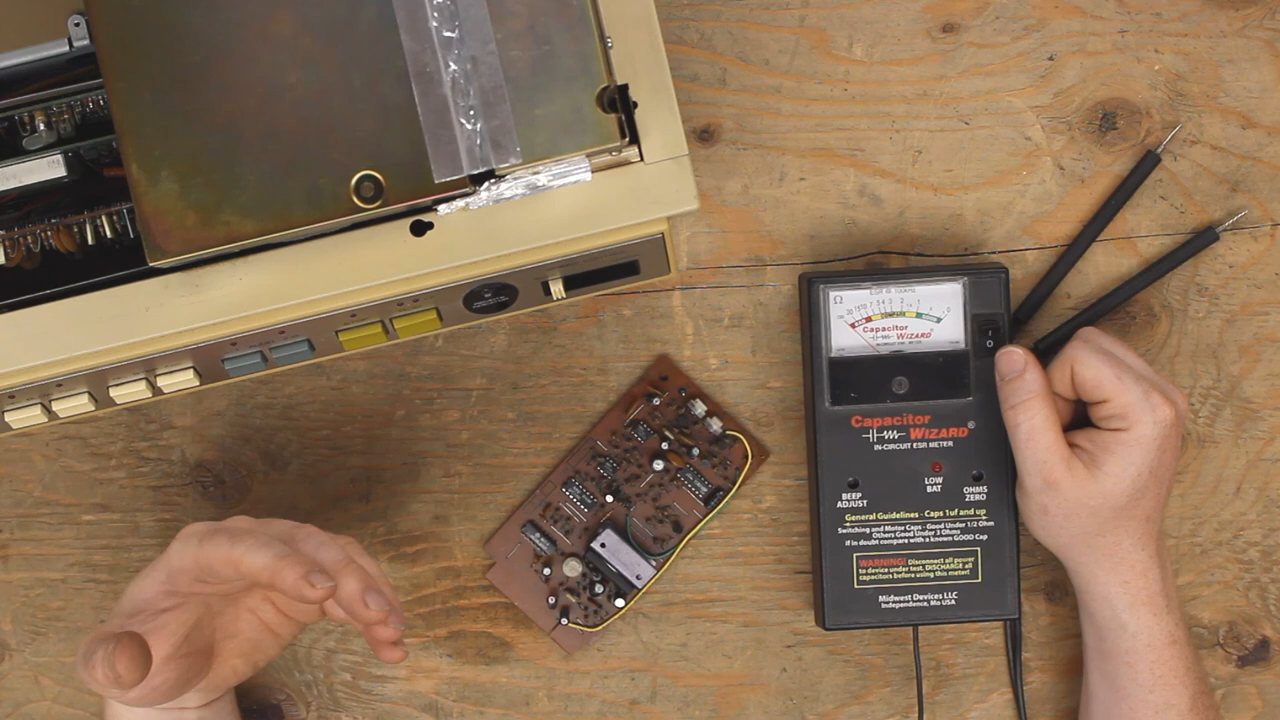 ESR @ 100KHz
Ω
COMPARE
Capacitor
WIZARD®
I
O
Capacitor
WIZARD®
IN-CIRCUIT ESR METER
BEEP
ADJUST
LOW
BAT
OHMS
ZERO
General Guidelines - Caps 1uf and up
Switching and Motor Caps - Good Under 1/2 Ohm
Others Good Under 3 Ohms
If in doubt compare with a known GOOD Cap
WARNING! Disconnect all power
to device under test, DISCHARGE all
capacitors before using this meter!
Midwest Devices LLC
Independence, Mo USA